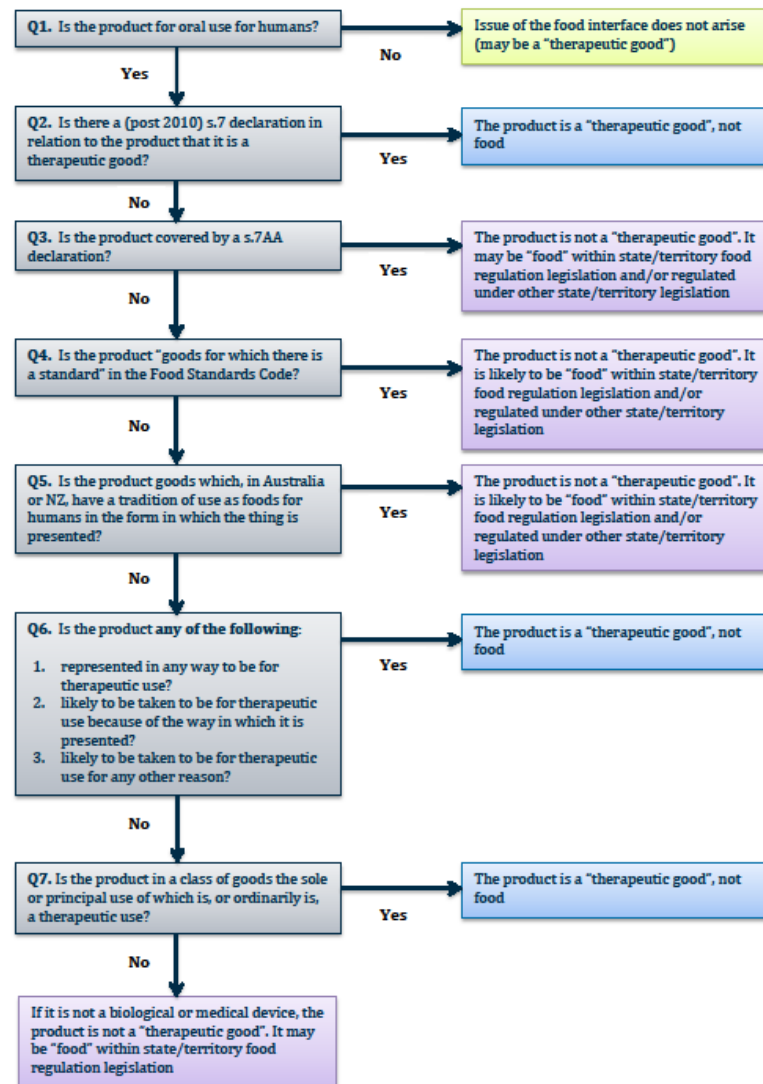 Q1. Is the product for oral use for humans?
No
Issue of the food interface does not arise
(may be a “therapeutic good”)
Yes
Q2. Is there a (post 2010) s.7 declaration in
relation to the product that it is a
therapeutic good?
Yes
The product is a “therapeutic good”, not
food
No
Q3. Is the product covered by a s.7AA
declaration?
Yes
The product is not a “therapeutic good”. It
may be “food” within state/territory food
regulation legislation and/or regulated
under other state/territory legislation
No
Q4. Is the product “goods for which there is
a standard” in the Food Standards Code?
Yes
The product is not a “therapeutic good”. It
is likely to be “food” within state/territory
food regulation legislation and/or
regulated under other state/territory
legislation
No
Q5. Is the product goods which, in Australia
or NZ, have a tradition of use as foods for
humans in the form in which the thing is
presented?
Yes
The product is not a “therapeutic good”. It
is likely to be “food” within state/territory
food regulation legislation and/or
regulated under other state/territory
legislation
No
Q6. Is the product any of the following:
1. represented in any way to be for
therapeutic use?
2. likely to be taken to be for therapeutic
use because of the way in which it is
presented?
3. likely to be taken to be for therapeutic
use for any other reason?
Yes
The product is a “therapeutic good”, not
food
No
Q7. Is the product in a class of goods the sole
or principal use of which is, or ordinarily is,
a therapeutic use?
Yes
The product is a “therapeutic good”, not
food
No
If it is not a biological or medical device, the
product is not a “therapeutic good”. It may
be “food” within state/territory food
regulation legislation